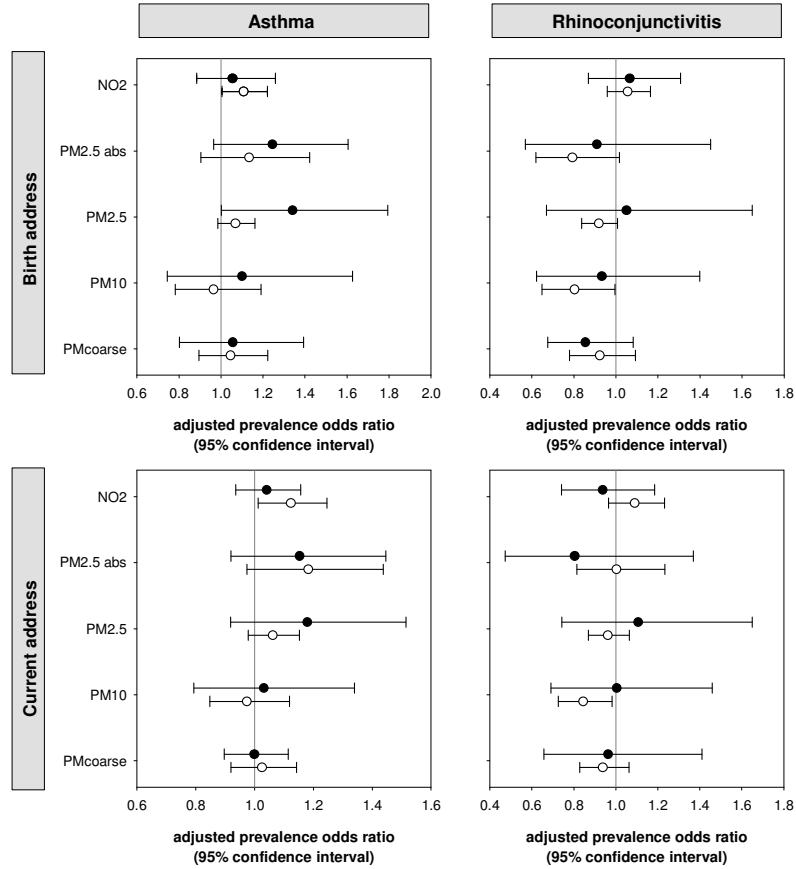 Asthma
Rhinoconjunctivitis
Birth address
NO2
PM2.5 abs
PM2.5
PM10
PMcoarse
0.6 0.8 1.0 1.2 1.4 1.6 1.8 2.0
0.4 0.6 0.8 1.0 1.2 1.4 1.6 1.8
adjusted prevalence odds ratio
(95% confidence interval)
adjusted prevalence odds ratio
(95% confidence interval)
Current address
NO2
PM2.5 abs
PM2.5
PM10
PMcoarse
0.6 0.8 1.0 1.2 1.4 1.6
0.4 0.6 0.8 1.0 1.2 1.4 1.6 1.8
adjusted prevalence odds ratio
(95% confidence interval)
adjusted prevalence odds ratio
(95% confidence interval)